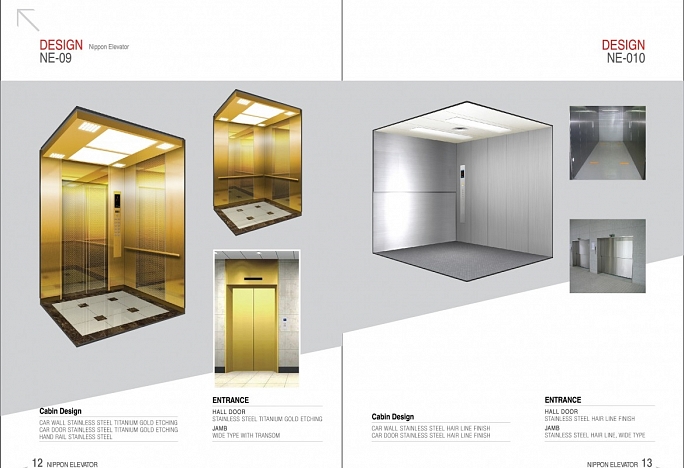 DESIGN Nippon Elevator
NE-09
Cabin Design
CAR WALL STAINLESS STEEL TITANIUM GOLD ETCHING
CAR DOOR STAINLESS STEEL TITANIUM GOLD ETCHING
HAND RAIL STAINLESS STEEL
ENTRANCE
HALL DOOR
STAINLESS STEEL TITANIUM GOLD ETCHING
JAMB
WIDE TYPE WITH TRANSOM
12 NIPPON ELEVATOR
DESIGN
NE-010
Cabin Design
CAR WALL STAINLESS STEEL HAIR LINE FINISH
CAR DOOR STAINLESS STEEL HAIR LINE FINISH
ENTRANCE
HALL DOOR
STAINLESS STEEL HAIR LINE FINISH
JAMB
STAINLESS STEEL HAIR LINE, WIDE TYPE
NIPPON ELEVATOR 13